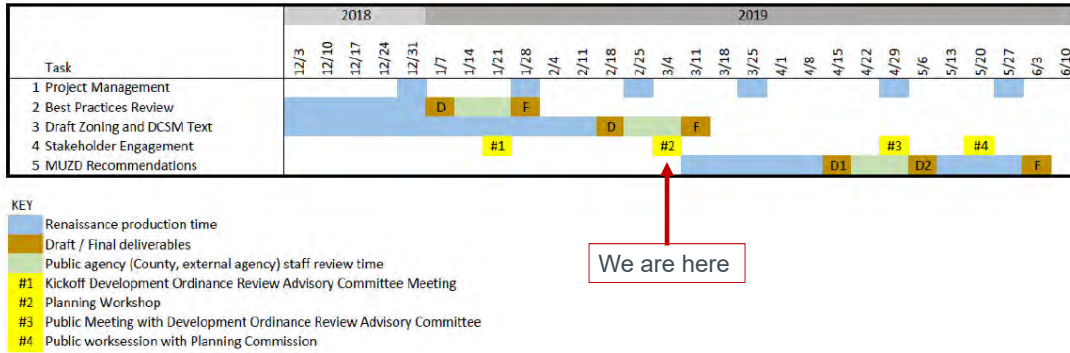 2018 2019
Task 12/3 12/10 12/17 12/24 12/31 1/7 1/14 1/21 1/28 2/4 2/11 2/18 2/25 3/4 3/11 3/18 3/25 4/1 4/8 4/15 4/22 4/29 5/6 5/13 5/20 5/27 6/3 6/10
1 Project Management
2 Best Practices Review D F
3 Draft Zoning and DCSM Text D F
4 Stakeholder Engagement #1 #2 #3 #4
5 MUZD Recommendations D1 D2 F
KEY
Renaissance production time
Draft / Final deliverables
Public agency (County, external agency) staff review time
#1 Kickoff Development Ordinance Review Advisory Committee Meeting
#2 Planning Workshop
#3 Public Meeting with Development Ordinance Review Advisory Committee
#4 Public worksession with Planning Commission
We are here